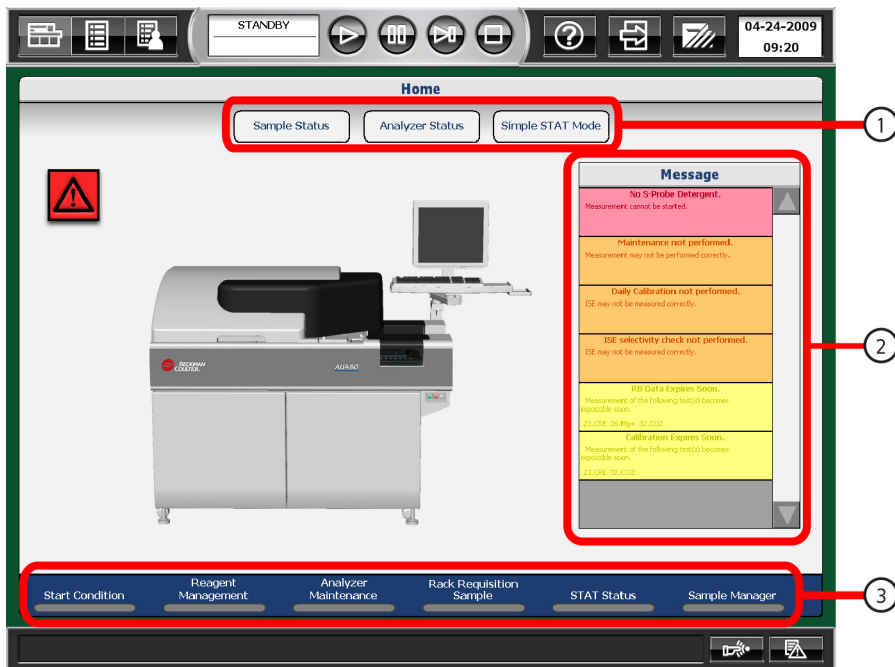 STANDBY
04-24-2009
09:20
Home
Sample Status
Analyzer Status
Simple STAT Mode
1
Message
No S-Probe Detergent.
Measurement cannot be started.
Maintenance not performed.
Measurement may not be performed correctly.
Daily Calibration not performed.
ISE may not be measured correctly.
ISE selectivity check not performed.
ISE may not be measured correctly.
RB Data Expires Soon.
Measurement of the following test(s) becomes
impossible soon.
23.CRE 26.Mg+ 32.CO2
Calibration Expires Soon.
Measurement of the following test(s) becomes
impossible soon.
23.CRE 32.CO2
2
BECKMAN
COULTER.
AU480
Start Condition
Reagent
Management
Analyzer
Maintenance
Rack Requisition
Sample
STAT Status
Sample Manager
3